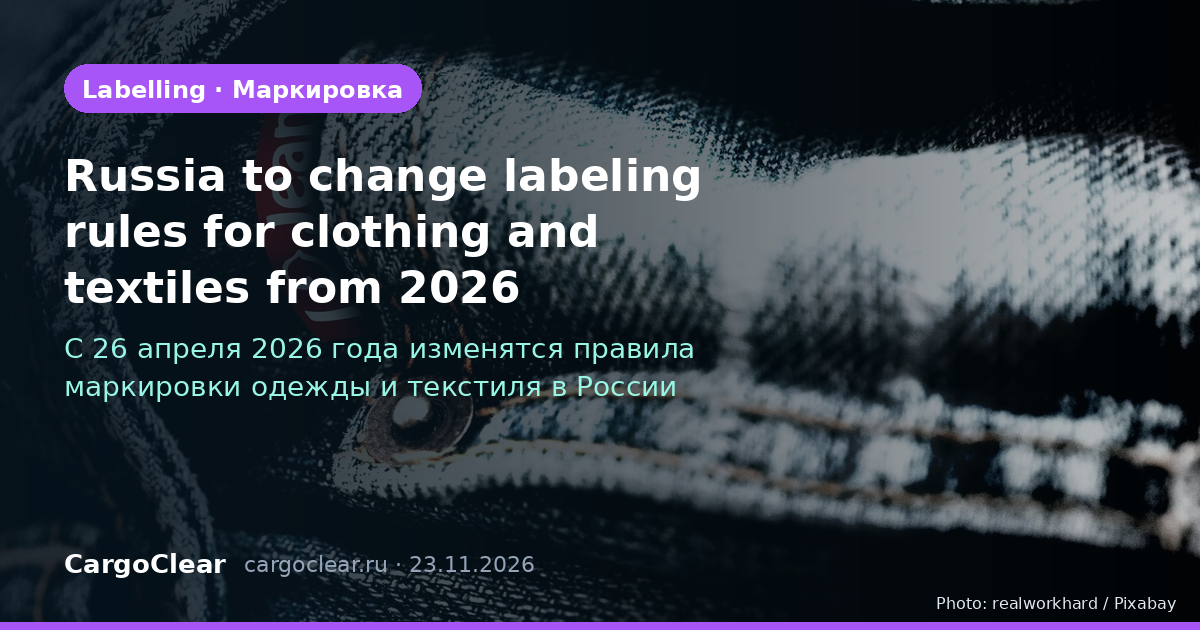 Labelling · Маркировка
Russia to change labeling
rules for clothing and
textiles from 2026
С 26 апреля 2026 года изменятся правила
маркировки одежды и текстиля в России
CargoClear cargoclear.ru · 23.11.2026
Photo: realworkhard / Pixabay